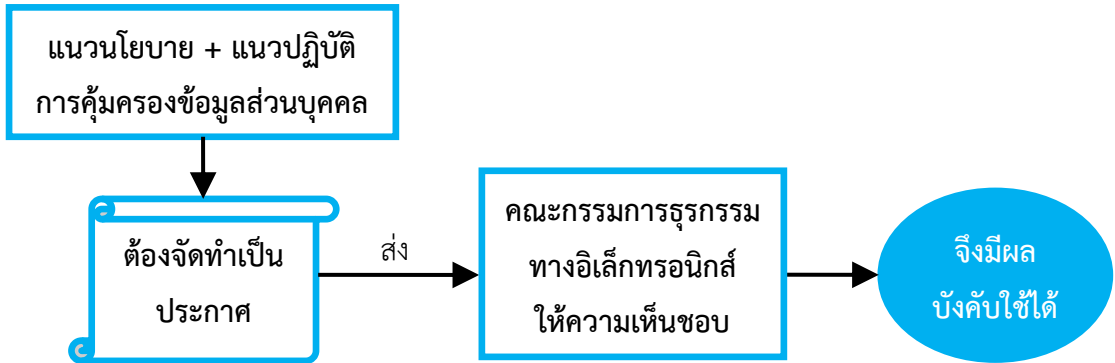 แนวนโยบาย + แนวปฏิบัติ
การคุ้มครองข้อมูลส่วนบุคคล
ต้องจัดทำเป็น
ประกาศ
ส่ง
คณะกรรมการธุรกรรม
ทางอิเล็กทรอนิกส์
ให้ความเห็นชอบ
จึงมีผล
บังคับใช้ได้